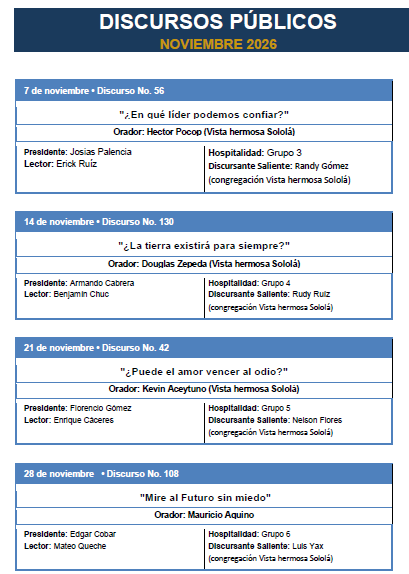 DISCURSOS PÚBLICOS
NOVIEMBRE 2026
7 de noviembre • Discurso No. 56
"¿En qué líder podemos confiar?"
Orador: Hector Pocop (Vista hermosa Sololá)
Presidente: Josias Palencia
Lector: Erick Ruíz
Hospitalidad: Grupo 3
Discursante Saliente: Randy Gómez
(congregación Vista hermosa Sololá)
14 de noviembre • Discurso No. 130
"¿La tierra existirá para siempre?"
Orador: Douglas Zepeda (Vista hermosa Sololá)
Presidente: Armando Cabrera
Lector: Benjamín Chuc
Hospitalidad: Grupo 4
Discursante Saliente: Rudy Ruiz
(congregación Vista hermosa Sololá)
21 de noviembre • Discurso No. 42
"¿Puede el amor vencer al odio?"
Orador: Kevin Aceytuno (Vista hermosa Sololá)
Presidente: Florencio Gómez
Lector: Enrique Cáceres
Hospitalidad: Grupo 5
Discursante Saliente: Nelson Flores
(congregación Vista hermosa Sololá)
28 de noviembre • Discurso No. 108
"Mire al Futuro sin miedo"
Orador: Mauricio Aquino
Presidente: Edgar Cobar
Lector: Mateo Queche
Hospitalidad: Grupo 6
Discursante Saliente: Luis Yax
(congregación Vista hermosa Sololá)